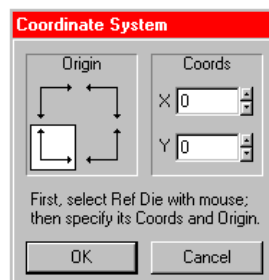 Coordinate System
Origin
Coords
X 0
Y 0
First, select Ref Die with mouse;
then specify its Coords and Origin.
OK
Cancel